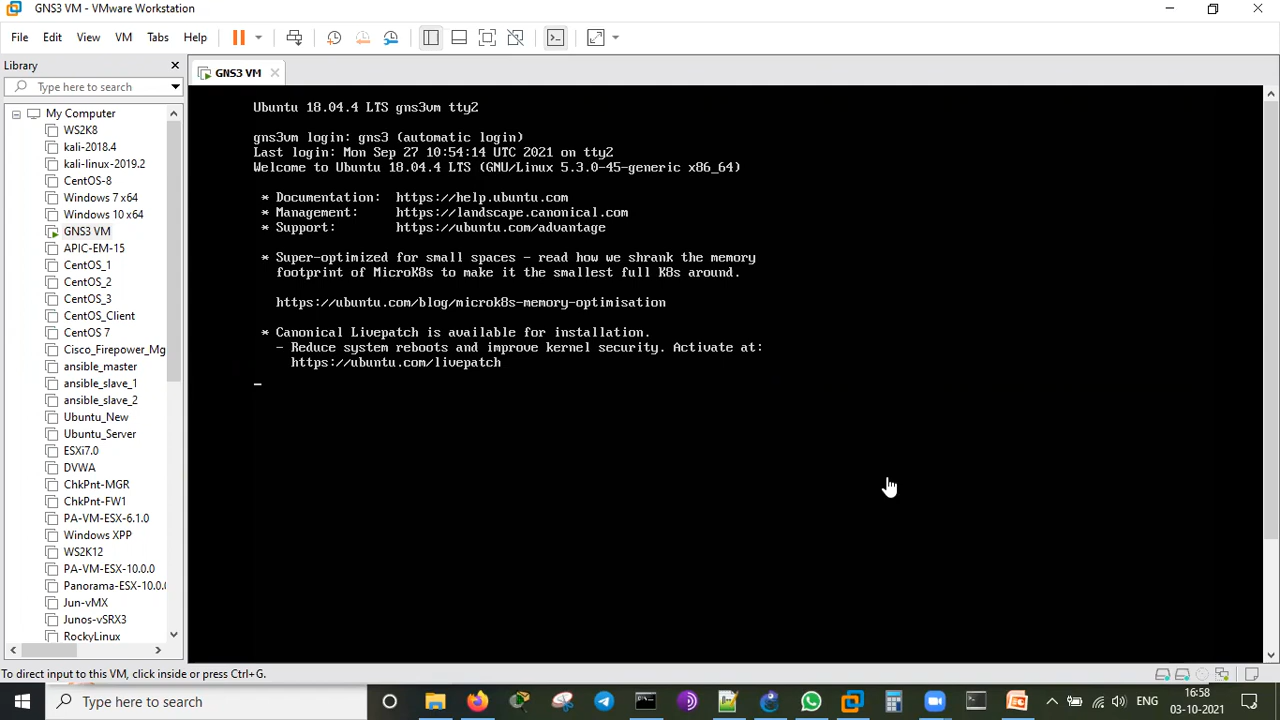 GNS3 VM - VMware Workstation
File Edit View VM Tabs Help
Library
Type here to search
My Computer
WS2K8
kali-2018.4
kali-linux-2019.2
CentOS-8
Windows 7 x64
Windows 10 x64
GNS3 VM
APIC-EM-15
CentOS_1
CentOS_2
CentOS_3
CentOS_Client
CentOS 7
Cisco_Firepower_Mg
ansible_master
ansible_slave_1
ansible_slave_2
Ubuntu_New
Ubuntu_Server
ESXi7.0
DVWA
ChkPnt-MGR
ChkPnt-FW1
PA-VM-ESX-6.1.0
Windows XPP
WS2K12
PA-VM-ESX-10.0.0
Panorama-ESX-10.0.0
Jun-vMX
Junos-vSRX3
RockyLinux
GNS3 VM
Ubuntu 18.04.4 LTS gns3vm tty2
gns3vm login: gns3 (automatic login)
Last login: Mon Sep 27 10:54:14 UTC 2021 on tty2
Welcome to Ubuntu 18.04.4 LTS (GNU/Linux 5.3.0-45-generic x86_64)
* Documentation: https://help.ubuntu.com
* Management: https://landscape.canonical.com
* Support: https://ubuntu.com/advantage
* Super-optimized for small spaces - read how we shrank the memory
footprint of MicroK8s to make it the smallest full K8s around.
https://ubuntu.com/blog/microk8s-memory-optimisation
* Canonical Livepatch is available for installation.
- Reduce system reboots and improve kernel security. Activate at:
https://ubuntu.com/livepatch
To direct input to this VM, click inside or press Ctrl+G.
Type here to search
ENG
16:58
03-10-2021